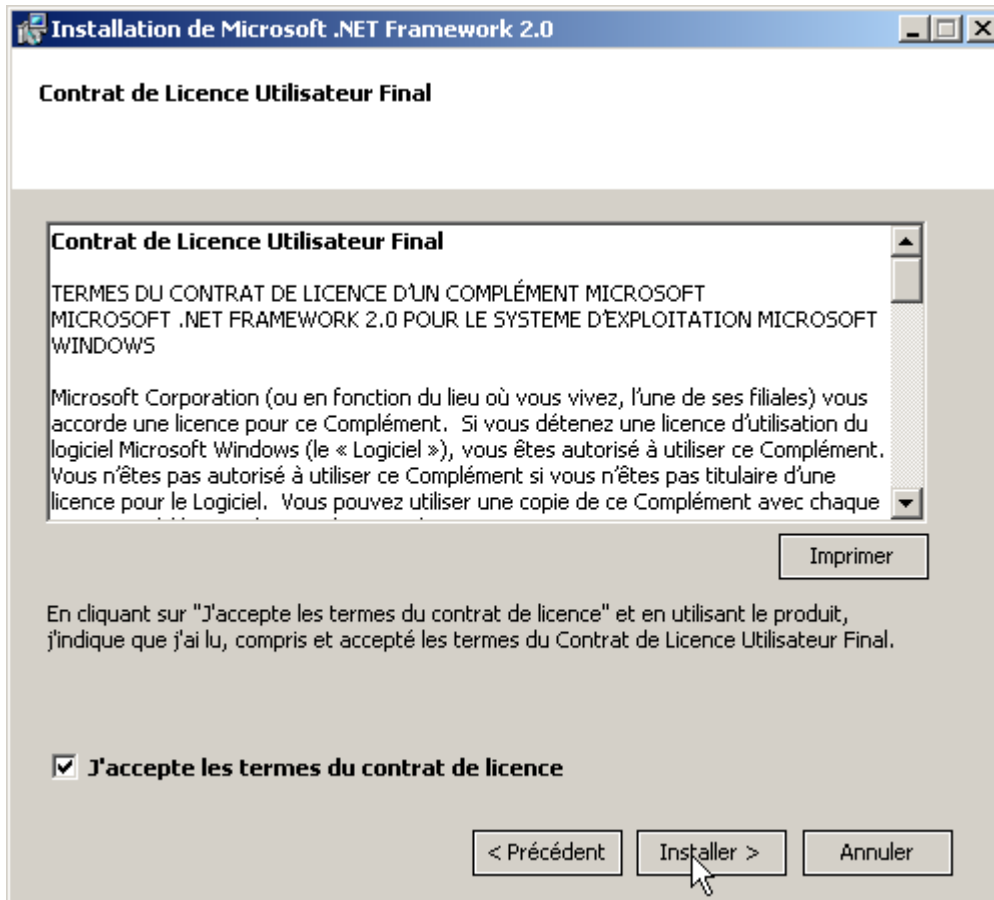 Installation de Microsoft .NET Framework 2.0
Contrat de Licence Utilisateur Final
Contrat de Licence Utilisateur Final
TERMES DU CONTRAT DE LICENCE D'UN COMPLÉMENT MICROSOFT
MICROSOFT .NET FRAMEWORK 2.0 POUR LE SYSTEME D'EXPLOITATION MICROSOFT
WINDOWS
Microsoft Corporation (ou en fonction du lieu où vous vivez, l'une de ses filiales) vous
accorde une licence pour ce Complément.  Si vous détenez une licence d'utilisation du
logiciel Microsoft Windows (le « Logiciel »), vous êtes autorisé à utiliser ce Complément.
Vous n'êtes pas autorisé à utiliser ce Complément si vous n'êtes pas titulaire d'une
licence pour le Logiciel.  Vous pouvez utiliser une copie de ce Complément avec chaque
Imprimer
En cliquant sur "J'accepte les termes du contrat de licence" et en utilisant le produit,
j'indique que j'ai lu, compris et accepté les termes du Contrat de Licence Utilisateur Final.
J'accepte les termes du contrat de licence
< Précédent
Installer >
Annuler